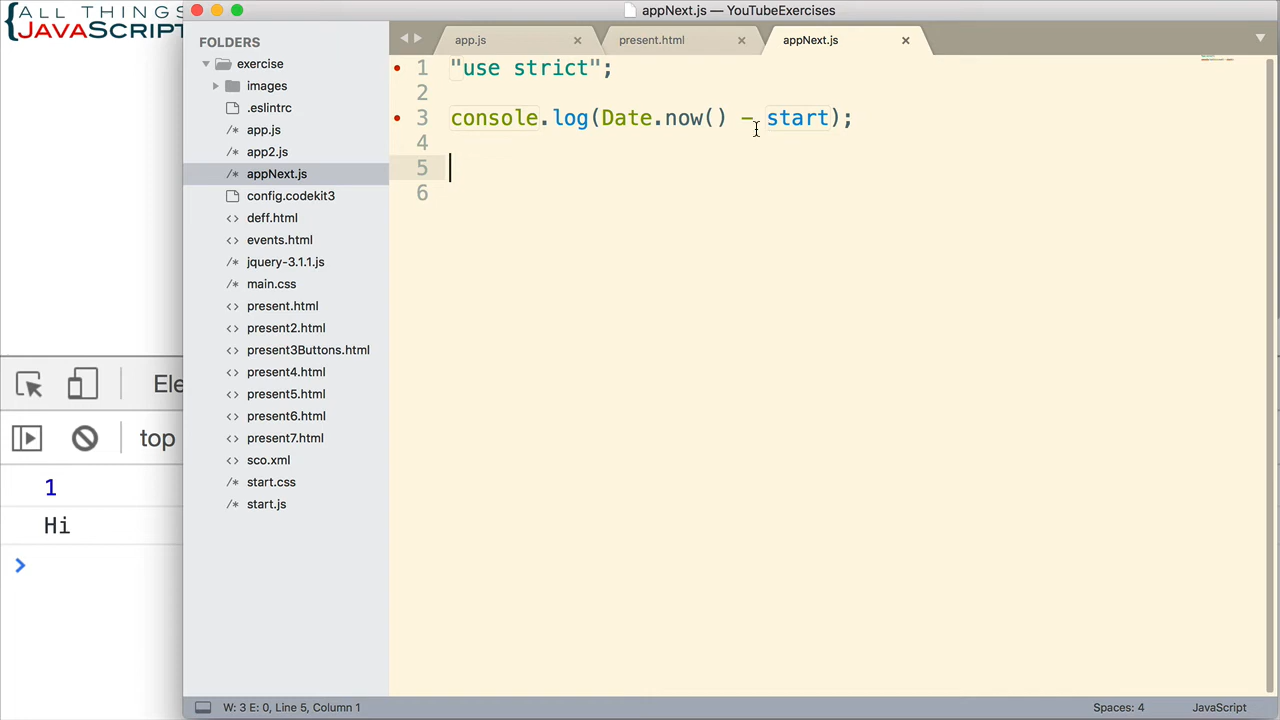 {ALL THINGS
JAVASCRIPT
Ele
top
1
Hi
>
appNext.js — YouTubeExercises
FOLDERS
exercise
images
.eslintrc
/* app.js
/* app2.js
/* appNext.js
config.codekit3
<> deff.html
<> events.html
/* jquery-3.1.1.js
/* main.css
<> present.html
<> present2.html
<> present3Buttons.html
<> present4.html
<> present5.html
<> present6.html
<> present7.html
<> sco.xml
/* start.css
/* start.js
app.js × present.html × appNext.js ×
1 "use strict";
2
3 console.log(Date.now() - start);
4
5
6
W: 3 E: 0, Line 5, Column 1 Spaces: 4 JavaScript